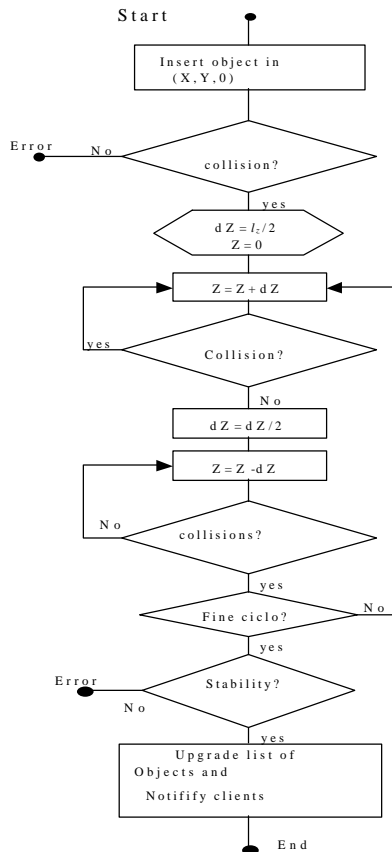 Start
Insert object in
(X,Y,0)
Error
No
collision?
yes
dZ = l_z/2
Z = 0
Z = Z + dZ
yes
Collision?
No
dZ = dZ/2
Z = Z -dZ
No
collisions?
yes
Fine ciclo?
No
yes
Error
Stability?
No
yes
Upgrade list of
Objects and
Notifify clients
End